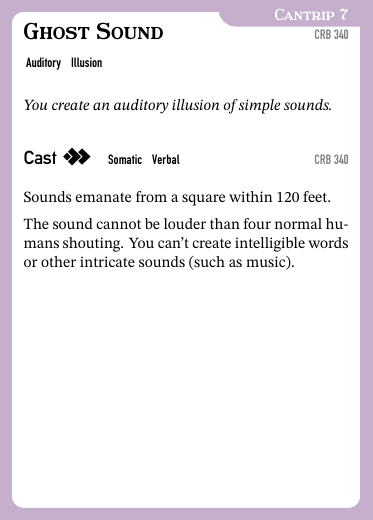 Cantrip 7
Ghost Sound CRB 340
Auditory Illusion
You create an auditory illusion of simple sounds.
Cast Somatic Verbal CRB 340
Sounds emanate from a square within 120 feet.
The sound cannot be louder than four normal hu-
mans shouting. You can't create intelligible words
or other intricate sounds (such as music).